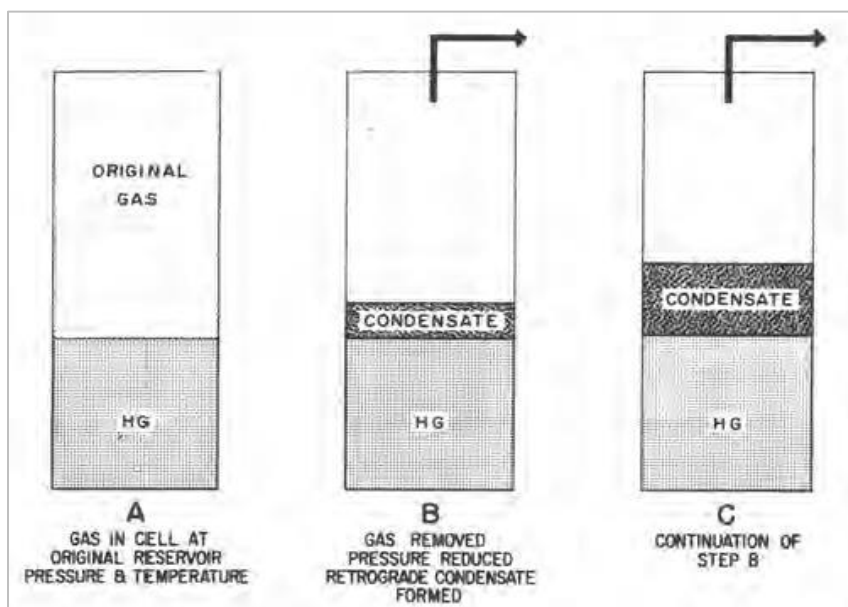 ORIGINAL
GAS
HG
A
GAS IN CELL AT
ORIGINAL RESERVOIR
PRESSURE & TEMPERATURE
CONDENSATE
HG
B
GAS REMOVED
PRESSURE REDUCED
RETROGRADE CONDENSATE
FORMED
CONDENSATE
HG
C
CONTINUATION OF
STEP B